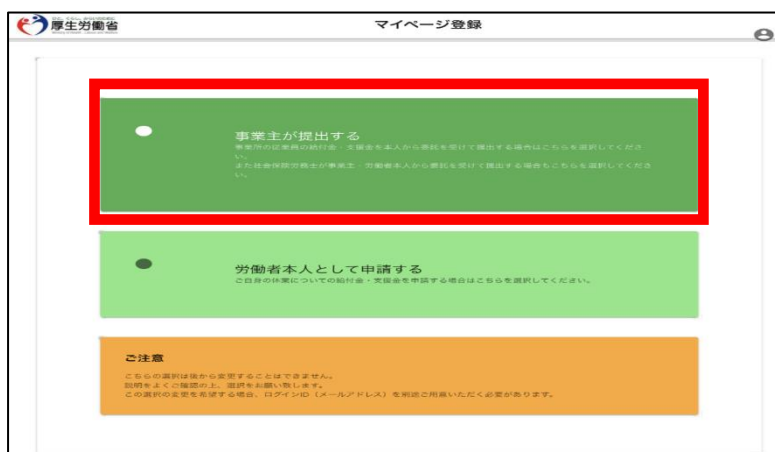 厚生労働省
マイページ登録
事業主が提出する
事業所の従業員の給付金・支援金を本人から委託を受けて提出する場合はこちらを選択してくださ
い。
また社会保険労務士が事業主・労働者本人から委託を受けて提出する場合もこちらを選択してくださ
い。
労働者本人として申請する
ご自身の休業についての給付金・支援金を申請する場合はこちらを選択してください。
ご注意
こちらの選択は後から変更することはできません。
説明をよくご確認の上、選択をお願い致します。
この選択の変更を希望する場合、ログインID（メールアドレス）を別途ご用意いただく必要があります。